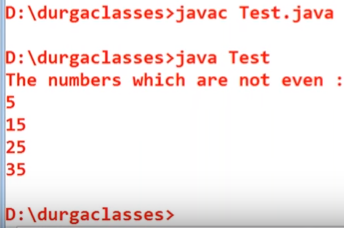 D:\durgaclasses>javac Test.java
D:\durgaclasses>java Test
The numbers which are not even :
5
15
25
35
D:\durgaclasses>